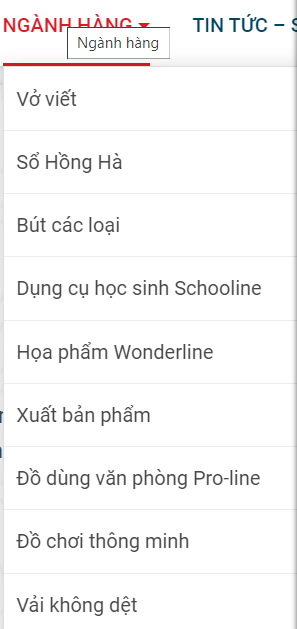 NGÀNH HÀNG TIN TỨC –
Ngành hàng
Vở viết
Sổ Hồng Hà
Bút các loại
Dụng cụ học sinh Schooline
Họa phẩm Wonderline
Xuất bản phẩm
Đồ dùng văn phòng Pro-line
Đồ chơi thông minh
Vải không dệt